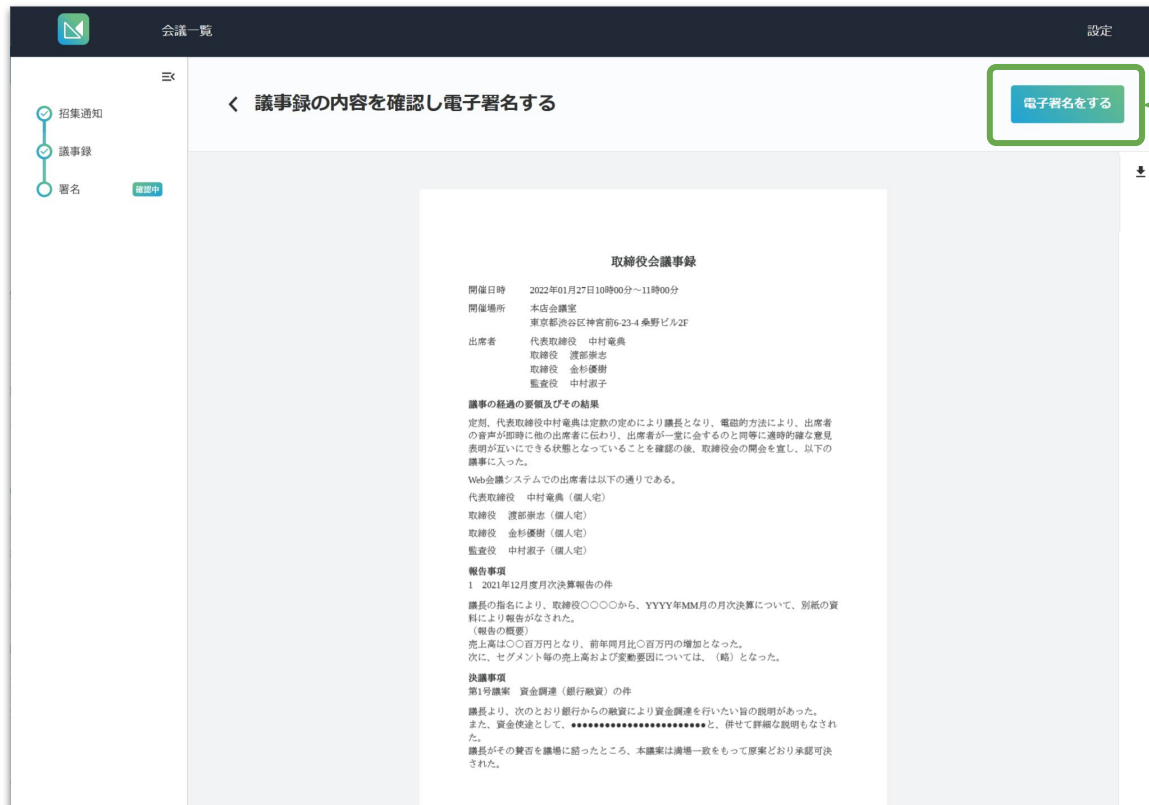 会議一覧
設定
招集通知
議事録
署名
確認中
議事録の内容を確認し電子署名する
電子署名をする
取締役会議事録
開催日時 2022年01月27日10時00分～11時00分
開催場所 本店会議室
東京都渋谷区神宮前6-23-4 桑野ビル2F
出席者 代表取締役 中村竜典
取締役 渡部崇志
取締役 金杉優樹
監査役 中村淑子
議事の経過の要領及びその結果
定刻、代表取締役中村竜典は定款の定めにより議長となり、電磁的方法により、出席者
の音声が即時に他の出席者に伝わり、出席者が一堂に会するのと同等に適時的確な意見
表明が互いにできる状態となっていることを確認の後、取締役会の開会を宣し、以下の
議事に入った。
Web会議システムでの出席者は以下の通りである。
代表取締役 中村竜典（個人宅）
取締役 渡部崇志（個人宅）
取締役 金杉優樹（個人宅）
監査役 中村淑子（個人宅）
報告事項
1 2021年12月度月次決算報告の件
議長の指名により、取締役〇〇〇〇から、YYYY年MM月の月次決算について、別紙の資
料により報告がなされた。
（報告の概要）
売上高は〇〇百万円となり、前年同月比〇百万円の増加となった。
次に、セグメント毎の売上高および変動要因については、（略）となった。
決議事項
第1号議案 資金調達（銀行融資）の件
議長より、次のとおり銀行からの融資により資金調達を行いたい旨の説明があった。
また、資金使途として、●●●●●●●●●●●●●●●●●●●●●●●●と、併せて詳細な説明もなされ
た。
議長がその賛否を議場に諮ったところ、本議案は満場一致をもって原案どおり承認可決
された。